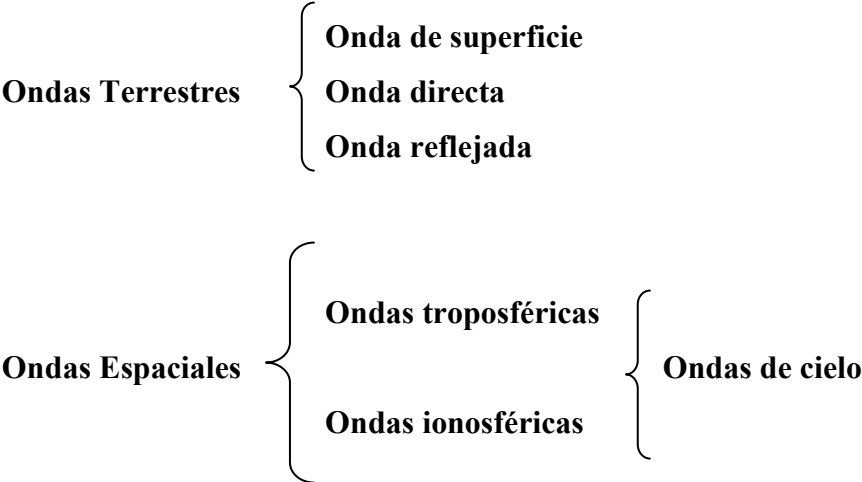 Onda de superficie
Ondas Terrestres
Onda directa
Onda reflejada
Ondas troposféricas
Ondas Espaciales
Ondas de cielo
Ondas ionosféricas